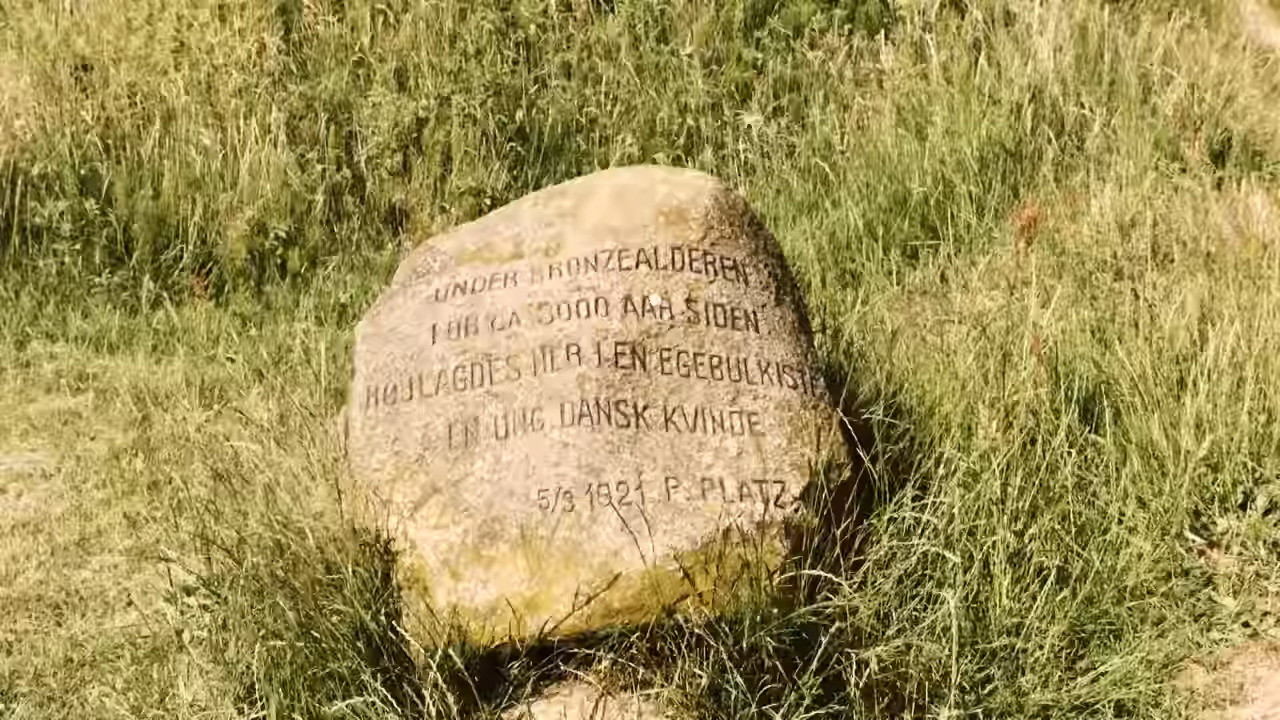 UNDER BRONZEALDEREN
FOR CA 3000 AAR SIDEN
HØJLAGDES HER I EN EGEBULKISTE
EN UNG DANSK KVINDE
5/3 1921 P. PLATZ.